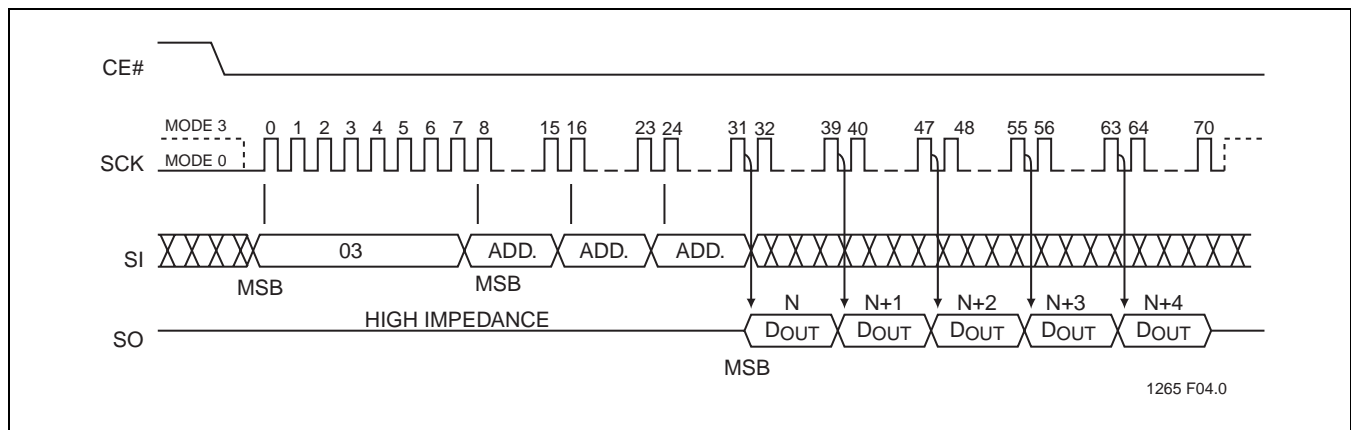 CE#
MODE 3
0 1 2 3 4 5 6 7 8 15 16 23 24 31 32 39 40 47 48 55 56 63 64 70
SCK
MODE 0
SI
03 ADD. ADD. ADD.
MSB MSB
N N+1 N+2 N+3 N+4
HIGH IMPEDANCE
SO
DOUT DOUT DOUT DOUT DOUT
MSB
1265 F04.0